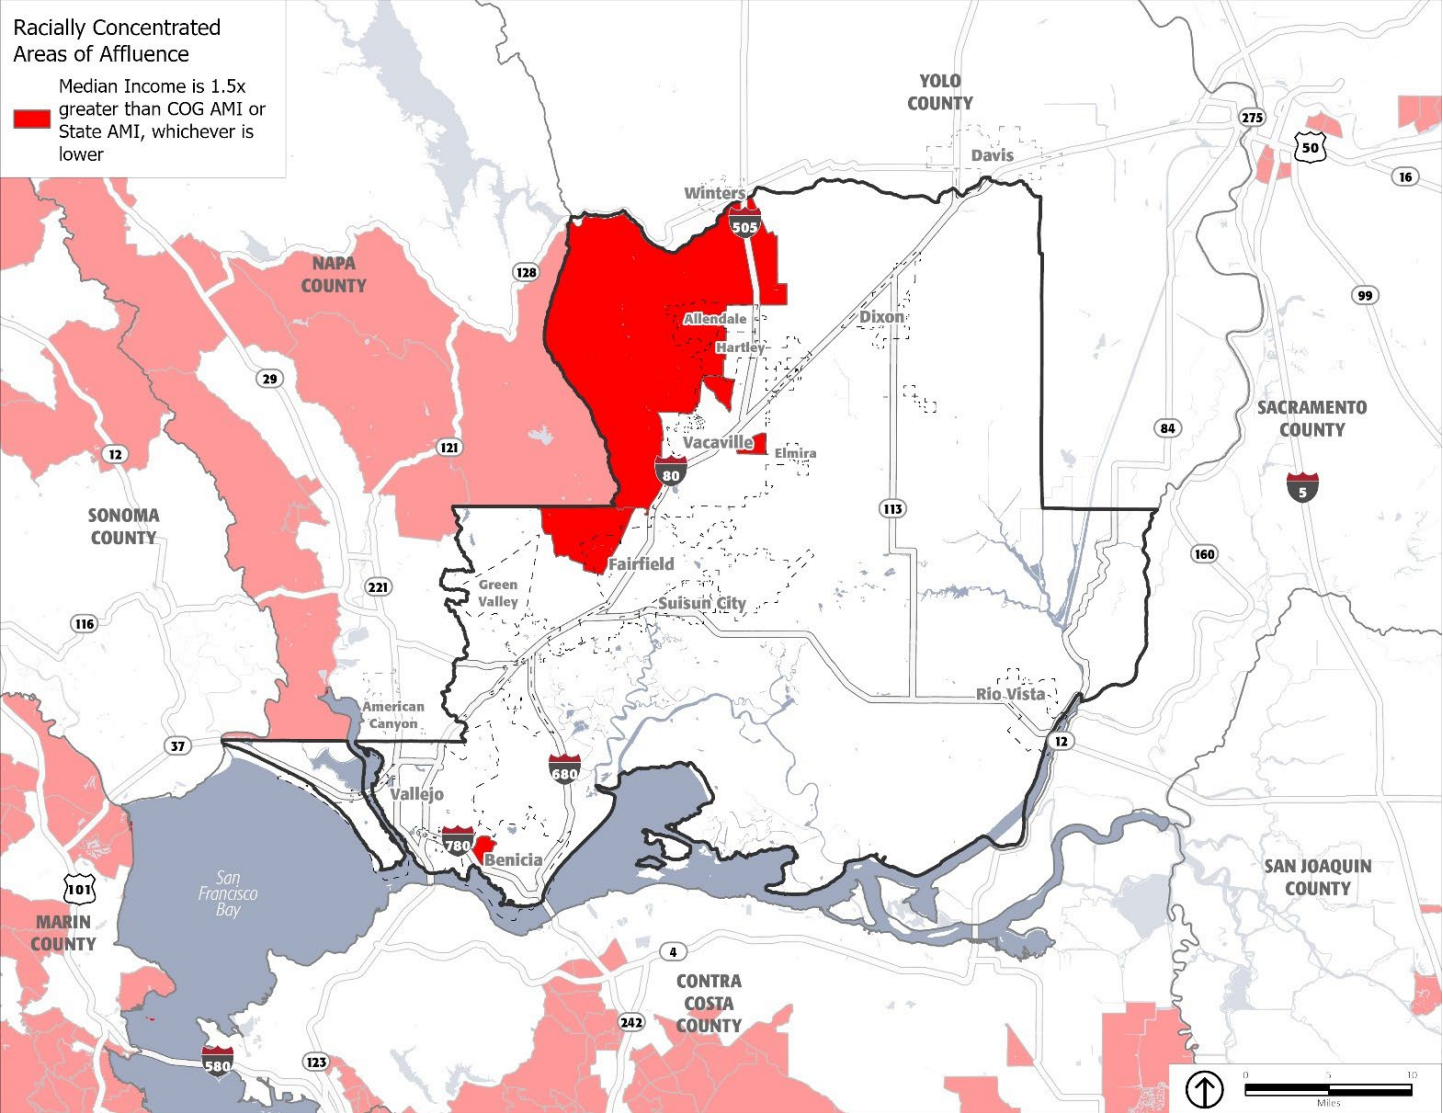 Racially Concentrated
Areas of Affluence
Median Income is 1.5x
greater than COG AMI or
State AMI, whichever is
lower
YOLO
COUNTY
275
50
Davis
16
Winters
505
NAPA
COUNTY
128
99
Allendale
Dixon
Hartley
29
SACRAMENTO
COUNTY
84
121
Vacaville
12
Elmira
80
5
SONOMA
COUNTY
113
160
Fairfield
Green
Valley
221
Suisun City
116
Rio Vista
American
Canyon
37
12
680
Vallejo
780
Benicia
San
Francisco
Bay
101
SAN JOAQUIN
COUNTY
MARIN
COUNTY
4
CONTRA
COSTA
COUNTY
242
580
123
0 5 10
Miles